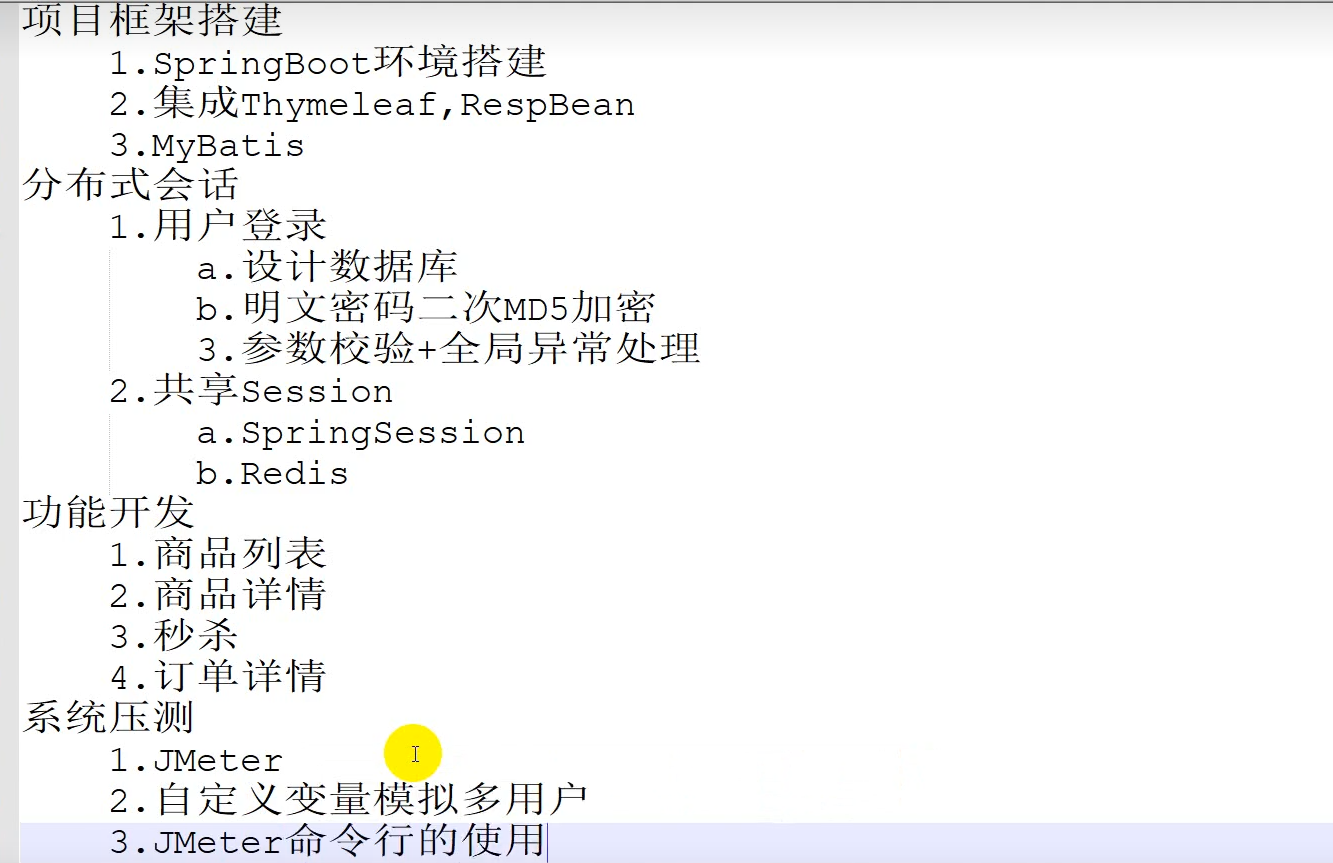 项目框架搭建
1.SpringBoot环境搭建
2.集成Thymeleaf,RespBean
3.MyBatis
分布式会话
1.用户登录
a.设计数据库
b.明文密码二次MD5加密
3.参数校验+全局异常处理
2.共享Session
a.SpringSession
b.Redis
功能开发
1.商品列表
2.商品详情
3.秒杀
4.订单详情
系统压测
1.JMeter
2.自定义变量模拟多用户
3.JMeter命令行的使用